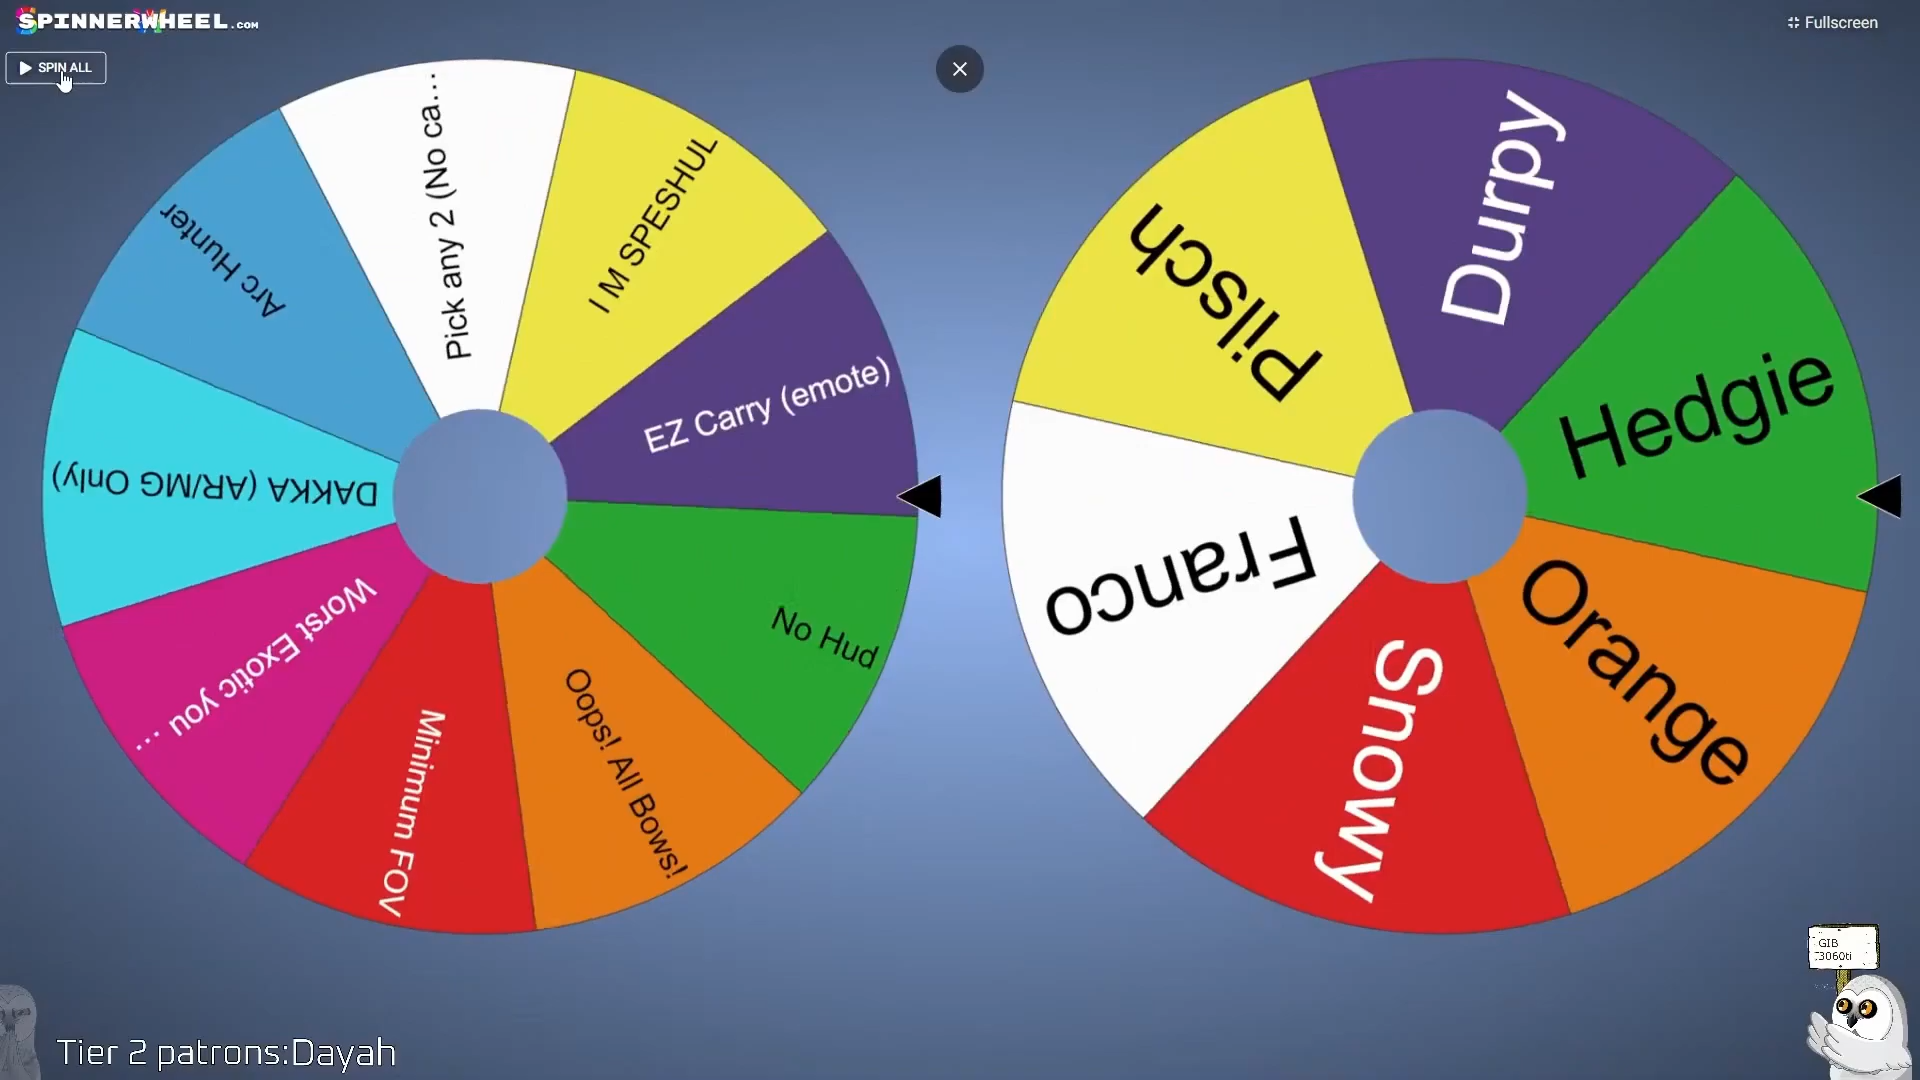 SPINNERWHEEL.com
Fullscreen
SPIN ALL
Pick any 2 (No ca...
I M SPESHUL
EZ Carry (emote)
No Hud
Oops! All Bows!
Minimum FOV
Worst Exotic you ...
DAKKA (AR/MG Only)
Arc Hunter
Durpy
Hedgie
Orange
Snowy
Franco
Pilsch
GIB
3060ti
Tier 2 patrons:Dayah